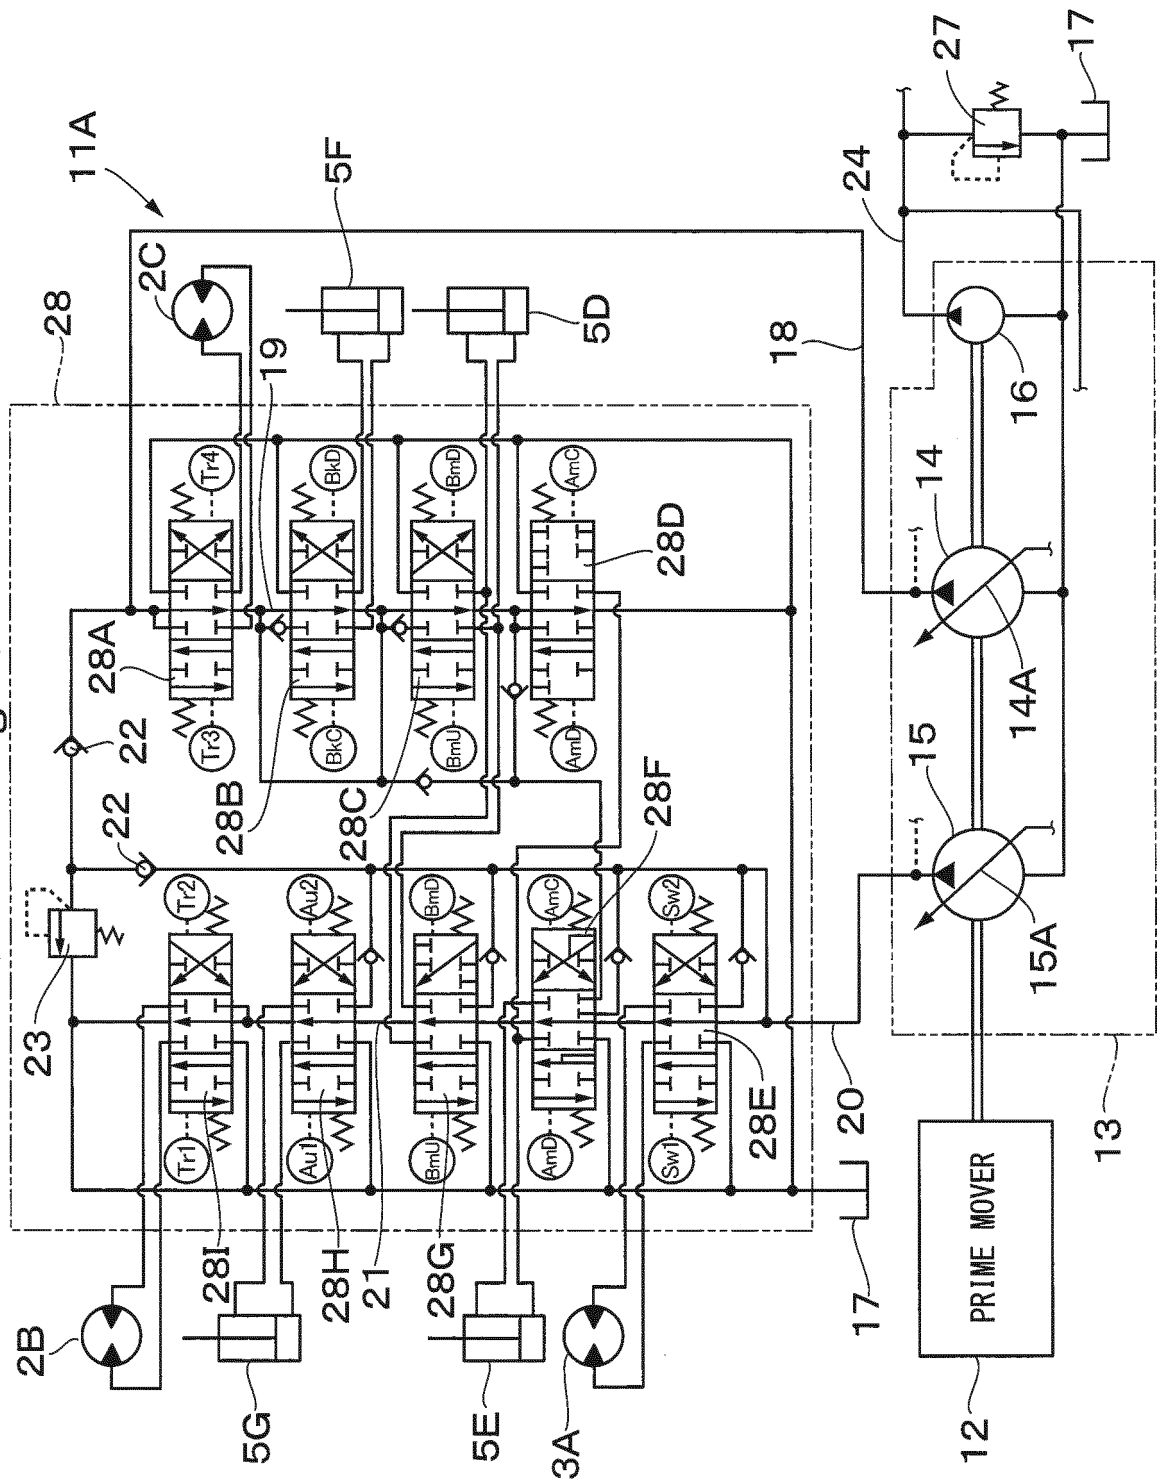 11A
28
2C
5F
19
5D
18
24
27
17
16
14
14A
15
15A
13
20
12
PRIME MOVER
17
23
22
22
21
28A
28B
28C
28D
28E
28F
28G
28H
28I
Tr4
BkD
BmD
AmC
Tr3
BkC
BmU
AmD
Tr2
Au2
BmD
AmC
Sw2
Tr1
Au1
BmU
AmD
Sw1
2B
5G
5E
3A